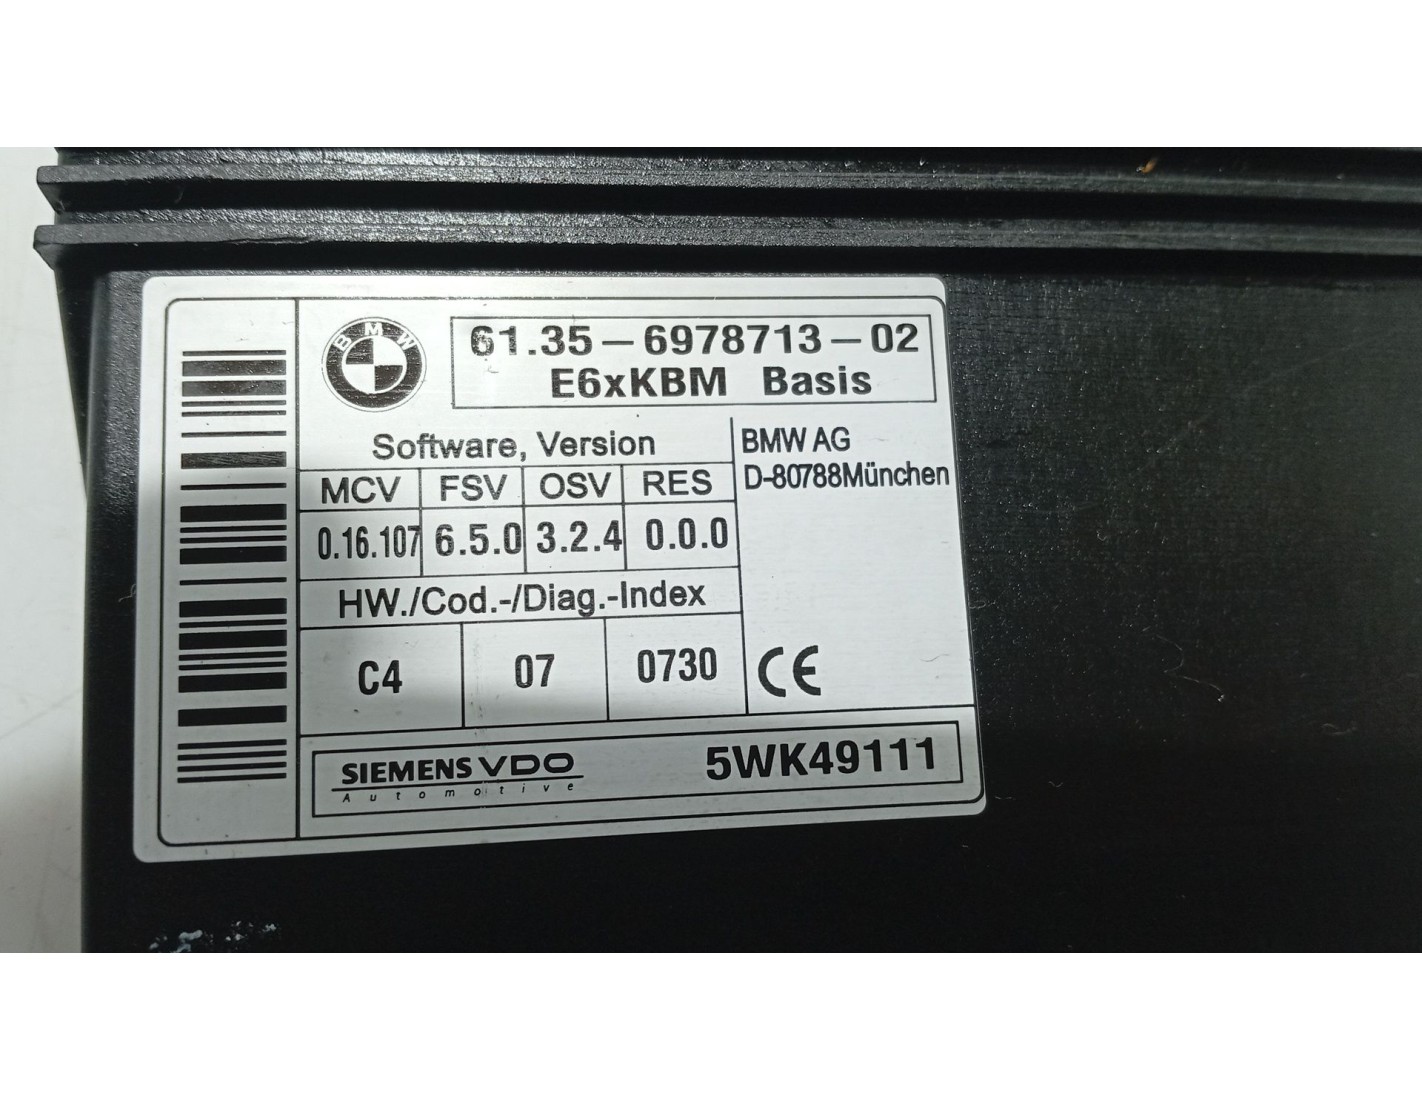 BMW
61.35-6978713-02
E6xKBM Basis
Software, Version
MCV FSV OSV RES
0.16.107 6.5.0 3.2.4 0.0.0
HW./Cod.-/Diag.-Index
C4 07 0730
BMW AG
D-80788München
CE
SIEMENS VDO
Automotive
5WK49111